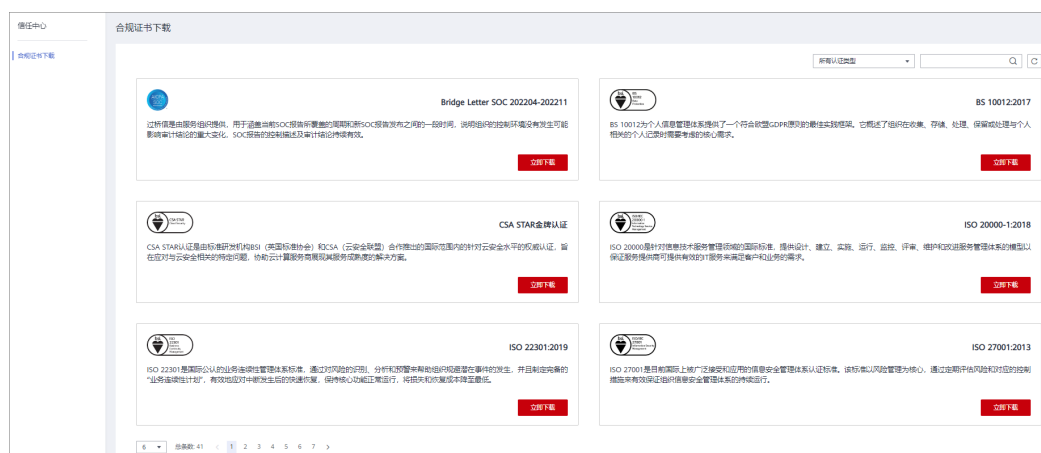 信任中心
合规证书下载
合规证书下载
所有认证类型
Bridge Letter SOC 202204-202211
过桥信是由服务组织提供，用于涵盖当前SOC报告所覆盖的周期和新SOC报告发布之间的一段时间，说明组织的控制环境没有发生可能
影响审计结论的重大变化，SOC报告的控制描述及审计结论持续有效。
立即下载
BS 10012:2017
BS 10012为个人信息管理体系提供了一个符合欧盟GDPR原则的最佳实践框架。它概述了组织在收集、存储、处理、保留或处理与个人
相关的个人记录时需要考虑的核心需求。
立即下载
CSA STAR金牌认证
CSA STAR认证是由标准研发机构BSI（英国标准协会）和CSA（云安全联盟）合作推出的国际范围内的针对云安全水平的权威认证，旨
在应对与云安全相关的特定问题，协助云计算服务商展现其服务成熟度的解决方案。
立即下载
ISO 20000-1:2018
ISO 20000是针对信息技术服务管理领域的国际标准，提供设计、建立、实施、运行、监控、评审、维护和改进服务管理体系的模型以
保证服务提供商可提供有效的IT服务来满足客户和业务的需求。
立即下载
ISO 22301:2019
ISO 22301是国际公认的业务连续性管理体系标准，通过对风险的识别、分析和预警来帮助组织规避潜在事件的发生，并且制定完善的
“业务连续性计划”，有效地应对中断发生后的快速恢复，保持核心功能正常运行，将损失和恢复成本降至最低。
立即下载
ISO 27001:2013
ISO 27001是目前国际上被广泛接受和应用的信息安全管理体系认证标准。该标准以风险管理为核心，通过定期评估风险和对应的控制
措施来有效保证组织信息安全管理体系的持续运行。
立即下载
6 总条数: 41 < 1 2 3 4 5 6 7 >